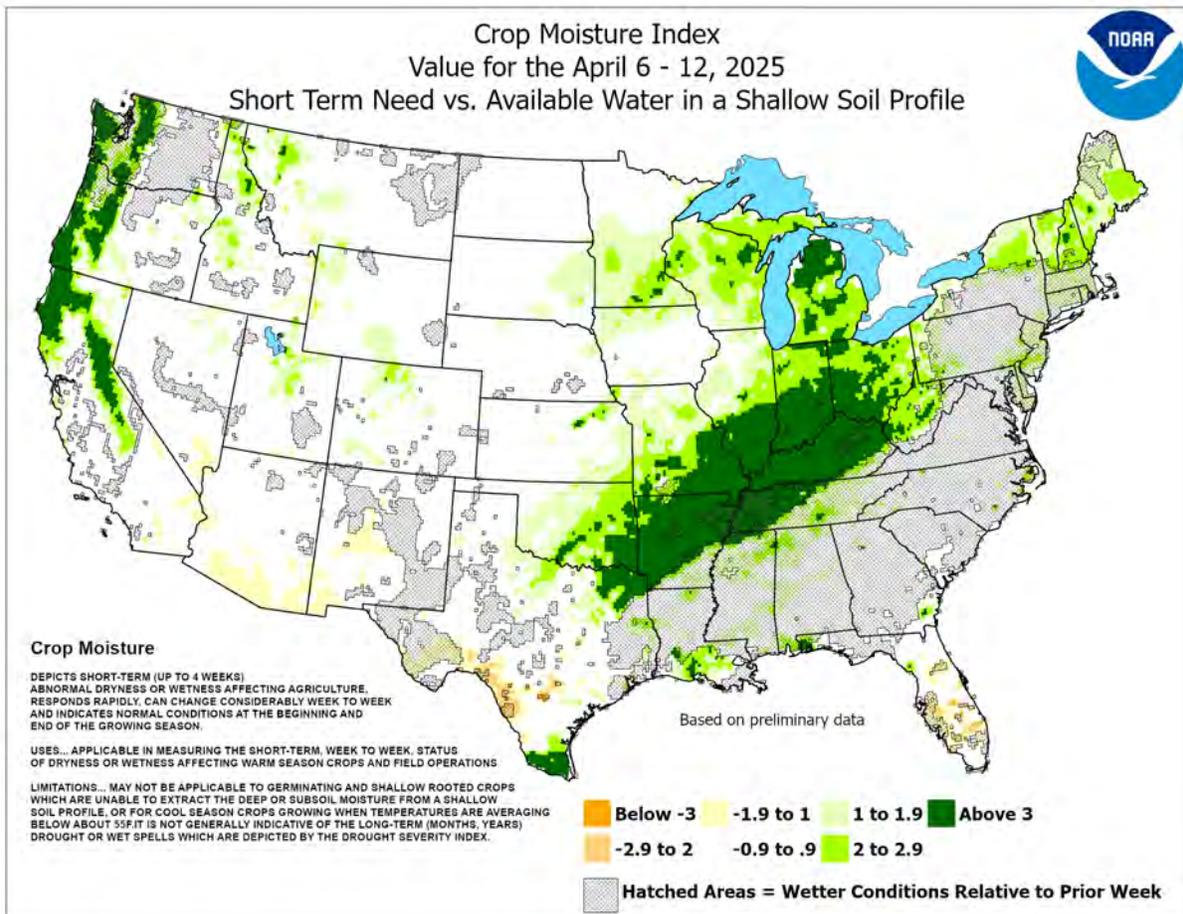 Crop Moisture Index
Value for the April 6 - 12, 2025
Short Term Need vs. Available Water in a Shallow Soil Profile
NOAA
Crop Moisture
DEPICTS SHORT-TERM (UP TO 4 WEEKS)
ABNORMAL DRYNESS OR WETNESS AFFECTING AGRICULTURE,
RESPONDS RAPIDLY, CAN CHANGE CONSIDERABLY WEEK TO WEEK
AND INDICATES NORMAL CONDITIONS AT THE BEGINNING AND
END OF THE GROWING SEASON.
USES... APPLICABLE IN MEASURING THE SHORT-TERM, WEEK TO WEEK, STATUS
OF DRYNESS OR WETNESS AFFECTING WARM SEASON CROPS AND FIELD OPERATIONS
LIMITATIONS... MAY NOT BE APPLICABLE TO GERMINATING AND SHALLOW ROOTED CROPS
WHICH ARE UNABLE TO EXTRACT THE DEEP OR SUBSOIL MOISTURE FROM A SHALLOW
SOIL PROFILE, OR FOR COOL SEASON CROPS GROWING WHEN TEMPERATURES ARE AVERAGING
BELOW ABOUT 55F.IT IS NOT GENERALLY INDICATIVE OF THE LONG-TERM (MONTHS, YEARS)
DROUGHT OR WET SPELLS WHICH ARE DEPICTED BY THE DROUGHT SEVERITY INDEX.
Based on preliminary data
Below -3 -1.9 to 1 1 to 1.9 Above 3
-2.9 to 2 -0.9 to .9 2 to 2.9
Hatched Areas = Wetter Conditions Relative to Prior Week